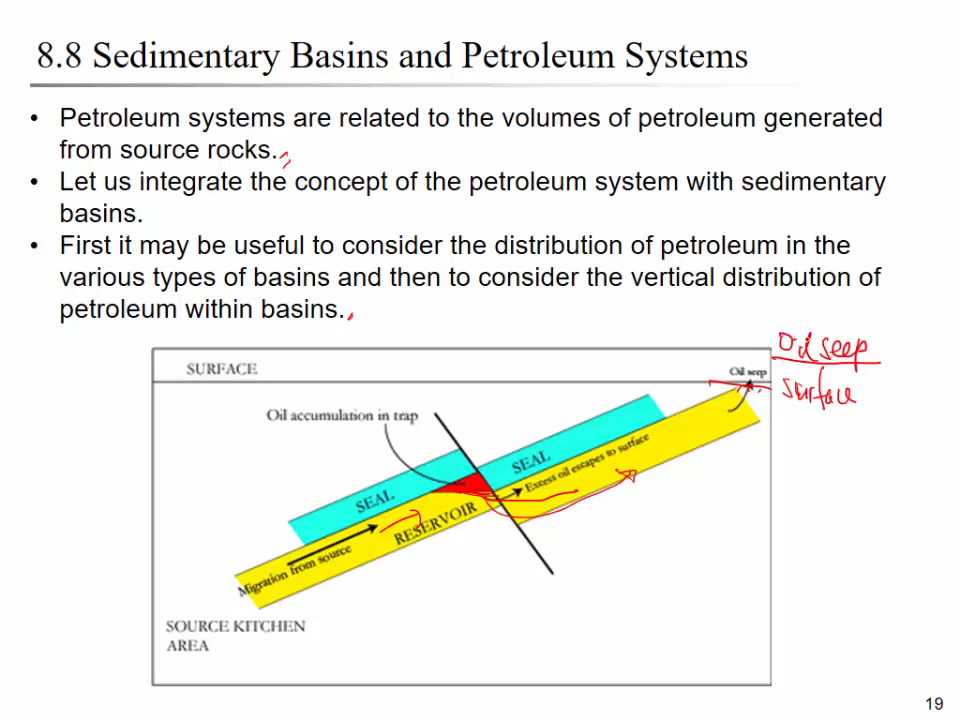 8.8 Sedimentary Basins and Petroleum Systems
• Petroleum systems are related to the volumes of petroleum generated
from source rocks.
• Let us integrate the concept of the petroleum system with sedimentary
basins.
• First it may be useful to consider the distribution of petroleum in the
various types of basins and then to consider the vertical distribution of
petroleum within basins.
SURFACE
Oil seep
Oil seep
surface
Oil accumulation in trap
SEAL
SEAL
Excess oil escapes to surface
RESERVOIR
Migration from source
SOURCE KITCHEN
AREA
19